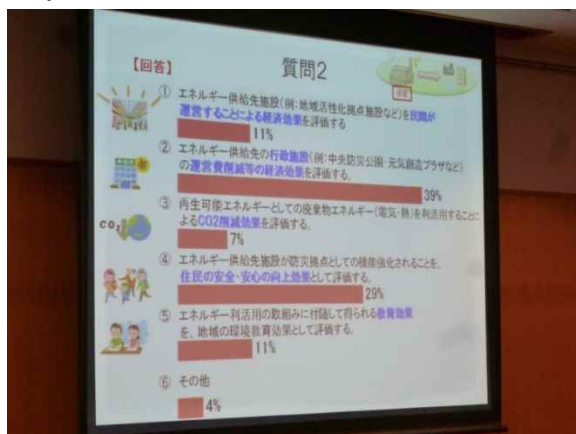 【回答】
質問2
① エネルギー供給先施設(例:地域活性化拠点施設など)を民間が
運営することによる経済効果を評価する
11%
② エネルギー供給先の行政施設(例:中央防災公園・元気創造プラザなど)
の運営費削減等の経済効果を評価する。
39%
③ 再生可能エネルギーとしての廃棄物エネルギー(電気・熱)を利活用することに
よるCO2削減効果を評価する。
7%
CO2
④ エネルギー供給先施設が防災拠点としての機能強化されることを、
住民の安全・安心の向上効果として評価する。
29%
⑤ エネルギー利活用の取組みに付随して得られる教育効果
を、地域の環境教育効果として評価する。
11%
⑥ その他
4%